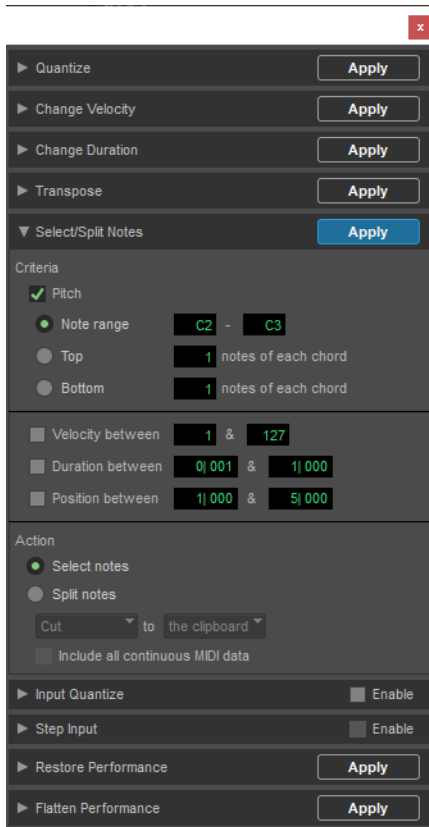 x
Quantize Apply
Change Velocity Apply
Change Duration Apply
Transpose Apply
Select/Split Notes Apply
Criteria
Pitch
Note range C2 - C3
Top 1 notes of each chord
Bottom 1 notes of each chord
Velocity between 1 & 127
Duration between 0| 001 & 1| 000
Position between 1| 000 & 5| 000
Action
Select notes
Split notes
Cut to the clipboard
Include all continuous MIDI data
Input Quantize Enable
Step Input Enable
Restore Performance Apply
Flatten Performance Apply